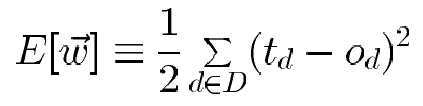 E[w⃗] ≡ 1/2 ∑_{d∈D} (t_d − o_d)²